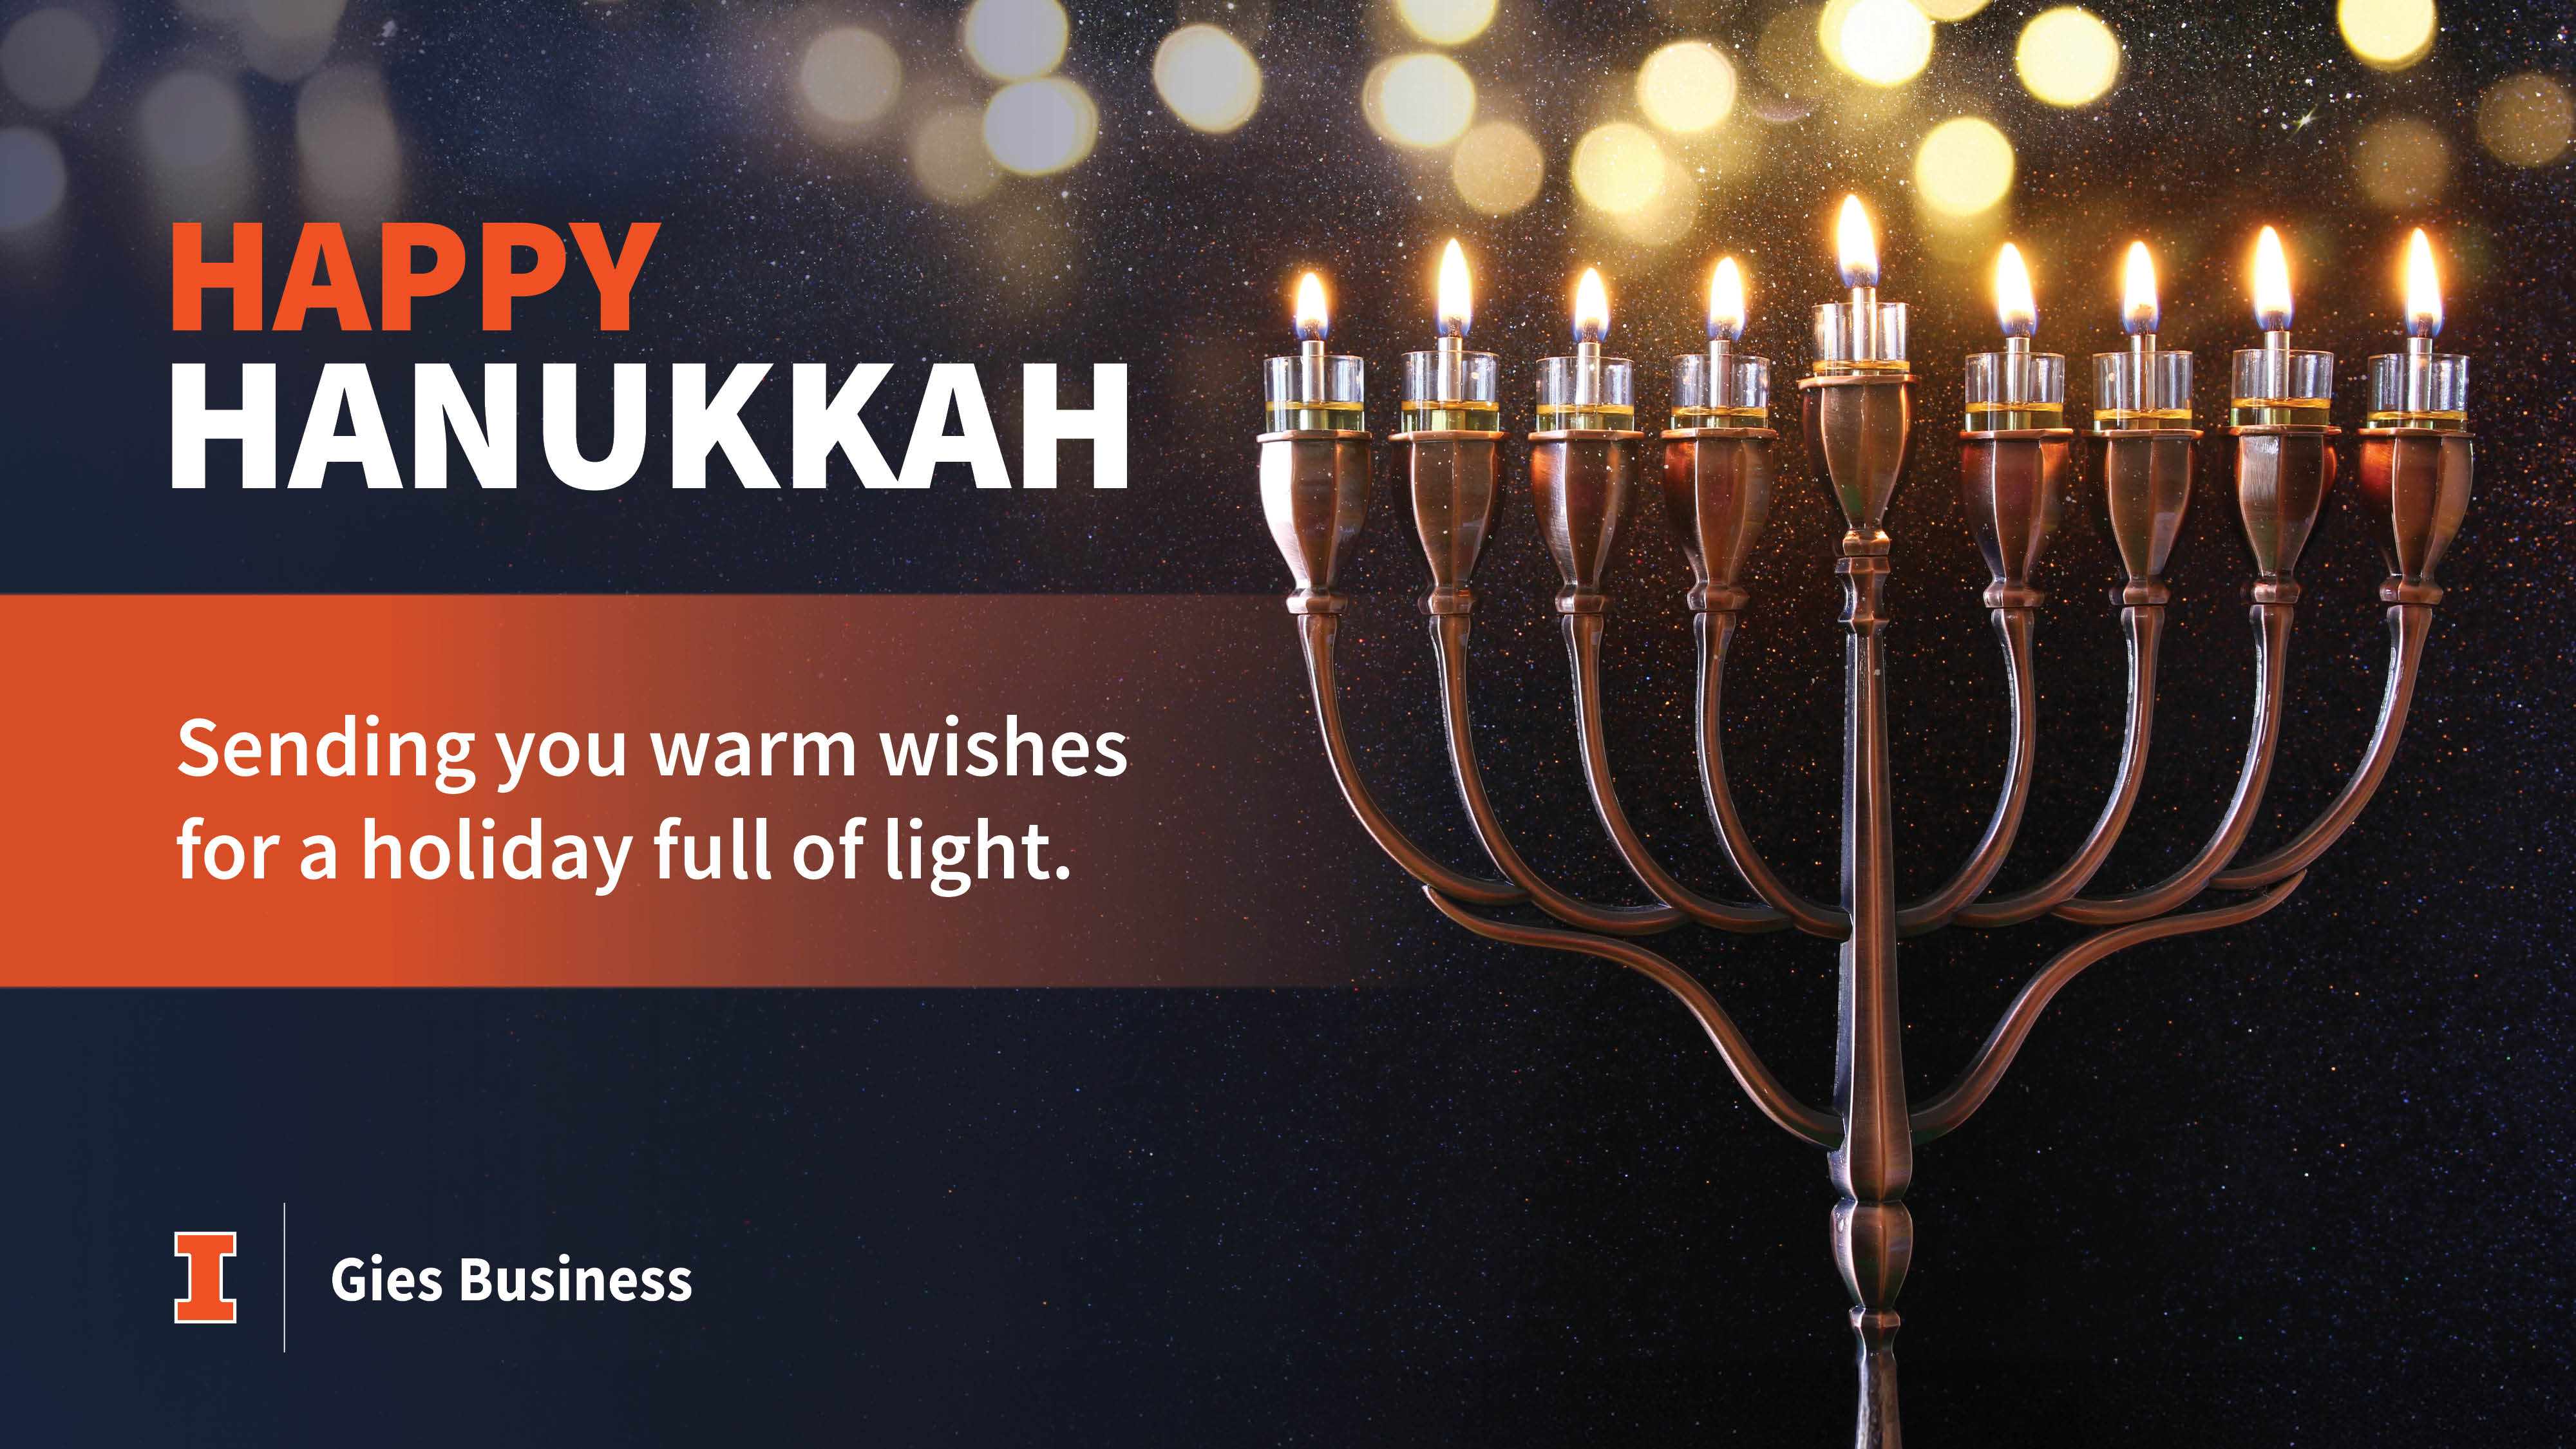 HAPPY
HANUKKAH
Sending you warm wishes
for a holiday full of light.
I
Gies Business